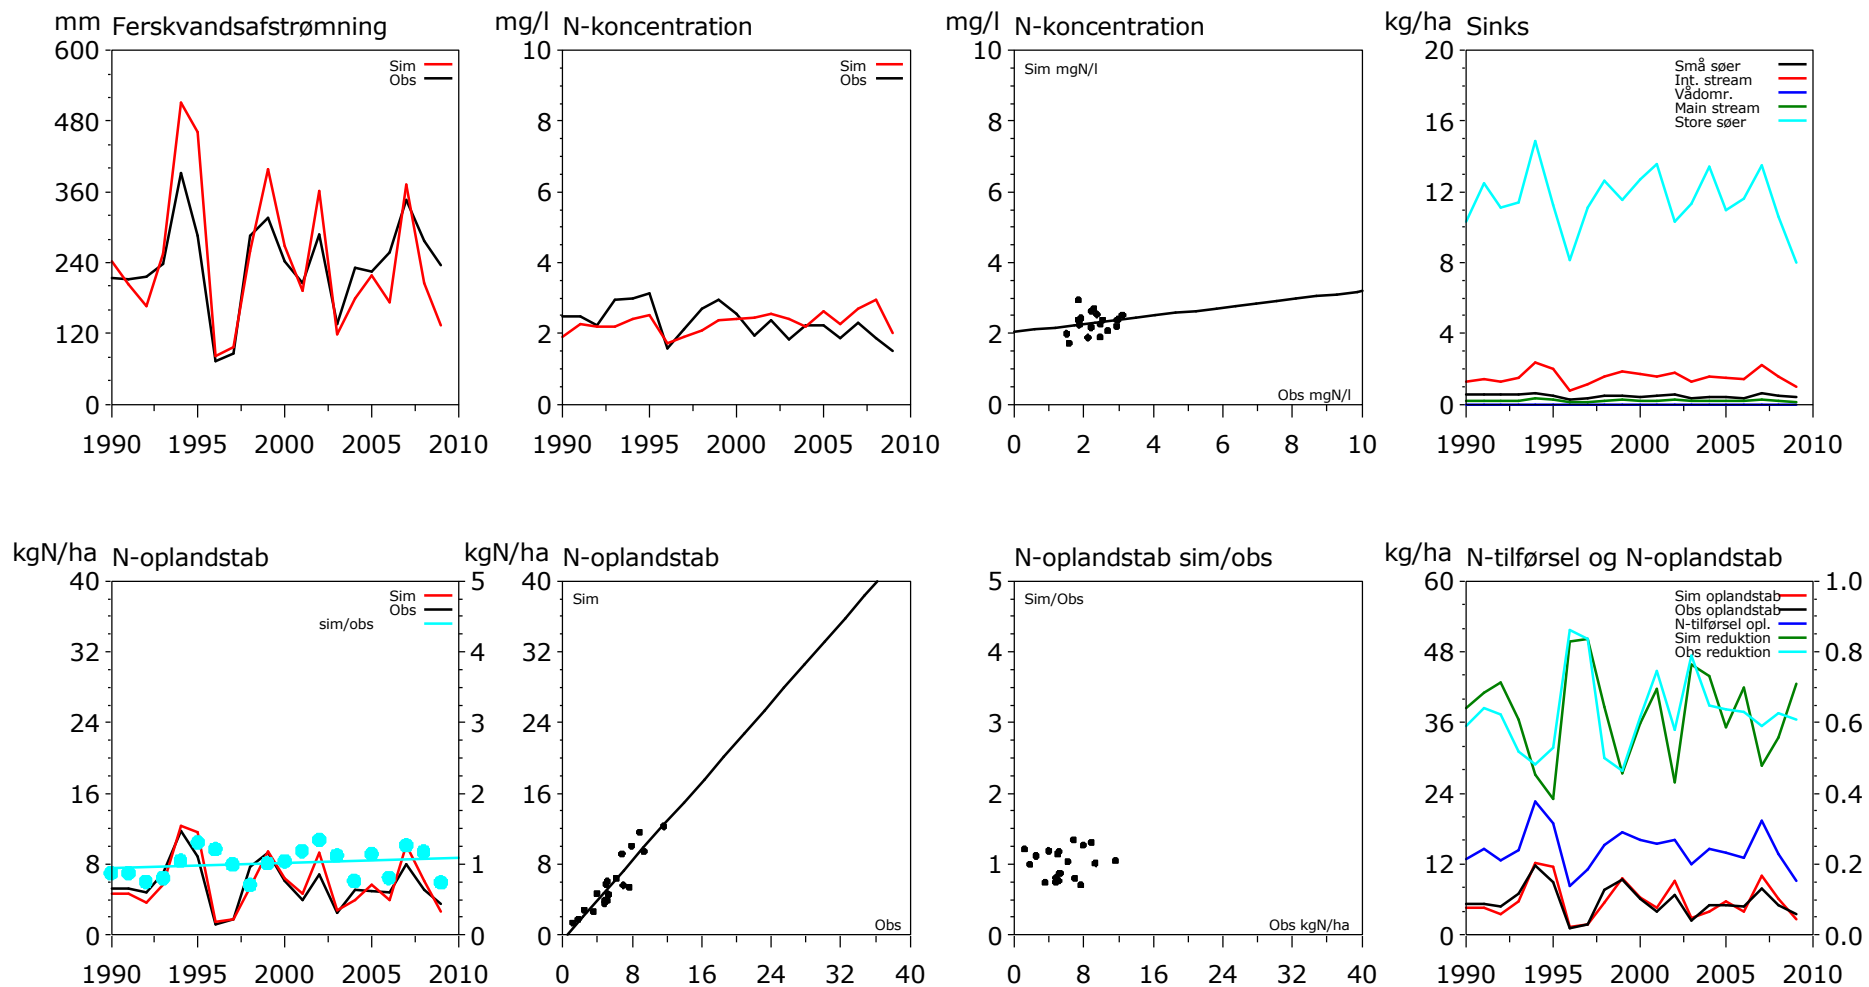 mm Ferskvandsafstrømning
600
480
360
240
120
0
Sim
Obs
1990 1995 2000 2005 2010
mg/l N-koncentration
10
8
6
4
2
0
Sim
Obs
1990 1995 2000 2005 2010
mg/l N-koncentration
10
8
6
4
2
0
Sim mgN/l
Obs mgN/l
0 2 4 6 8 10
kg/ha Sinks
20
16
12
8
4
0
Små søer
Int. stream
Vådomr.
Main stream
Store søer
1990 1995 2000 2005 2010
kgN/ha N-oplandstab
40
32
24
16
8
0
Sim
Obs
sim/obs
5
4
3
2
1
0
1990 1995 2000 2005 2010
kgN/ha N-oplandstab
40
32
24
16
8
0
Sim
Obs
0 8 16 24 32 40
N-oplandstab sim/obs
5
4
3
2
1
0
Sim/Obs
Obs kgN/ha
0 8 16 24 32 40
kg/ha N-tilførsel og N-oplandstab
60
48
36
24
12
0
Sim oplandstab
Obs oplandstab
N-tilførsel opl.
Sim reduktion
Obs reduktion
1.0
0.8
0.6
0.4
0.2
0.0
1990 1995 2000 2005 2010